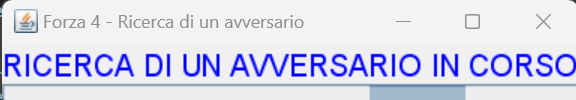 Forza 4 - Ricerca di un avversario
RICERCA DI UN AVVERSARIO IN CORSO